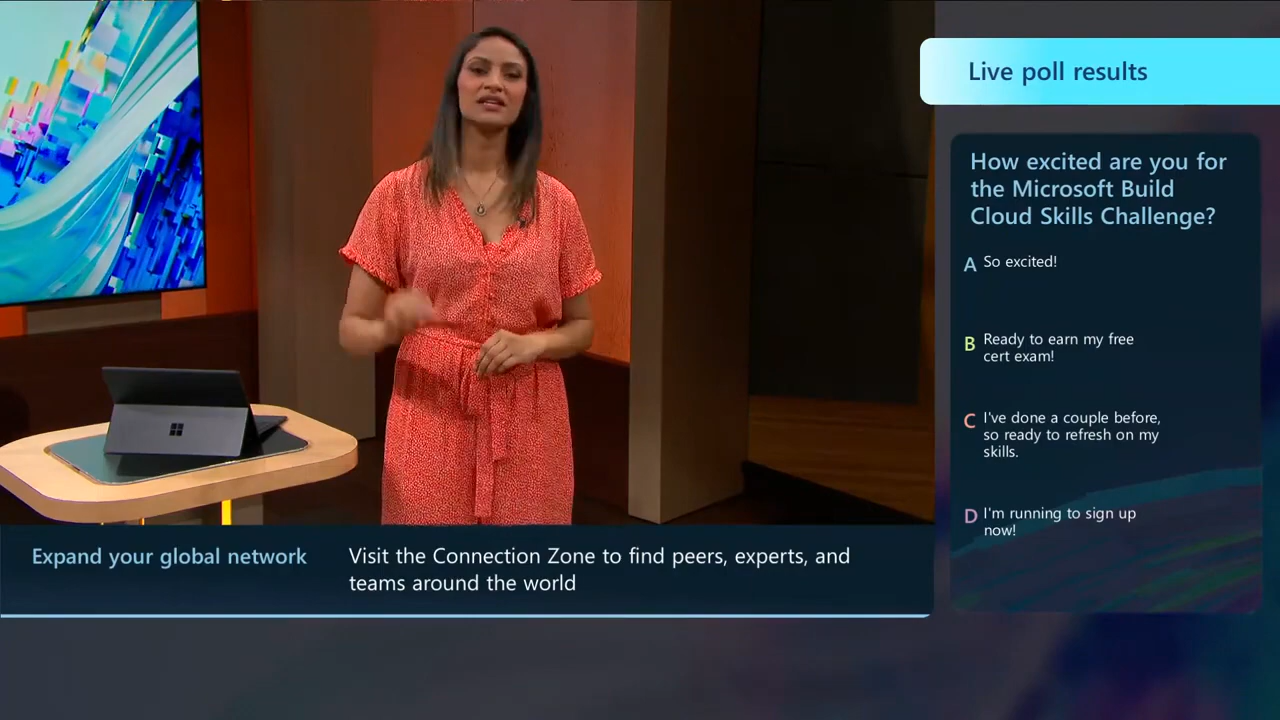 Live poll results
How excited are you for
the Microsoft Build
Cloud Skills Challenge?
A So excited!
B Ready to earn my free
cert exam!
C I've done a couple before,
so ready to refresh on my
skills.
D I'm running to sign up
now!
Expand your global network
Visit the Connection Zone to find peers, experts, and
teams around the world